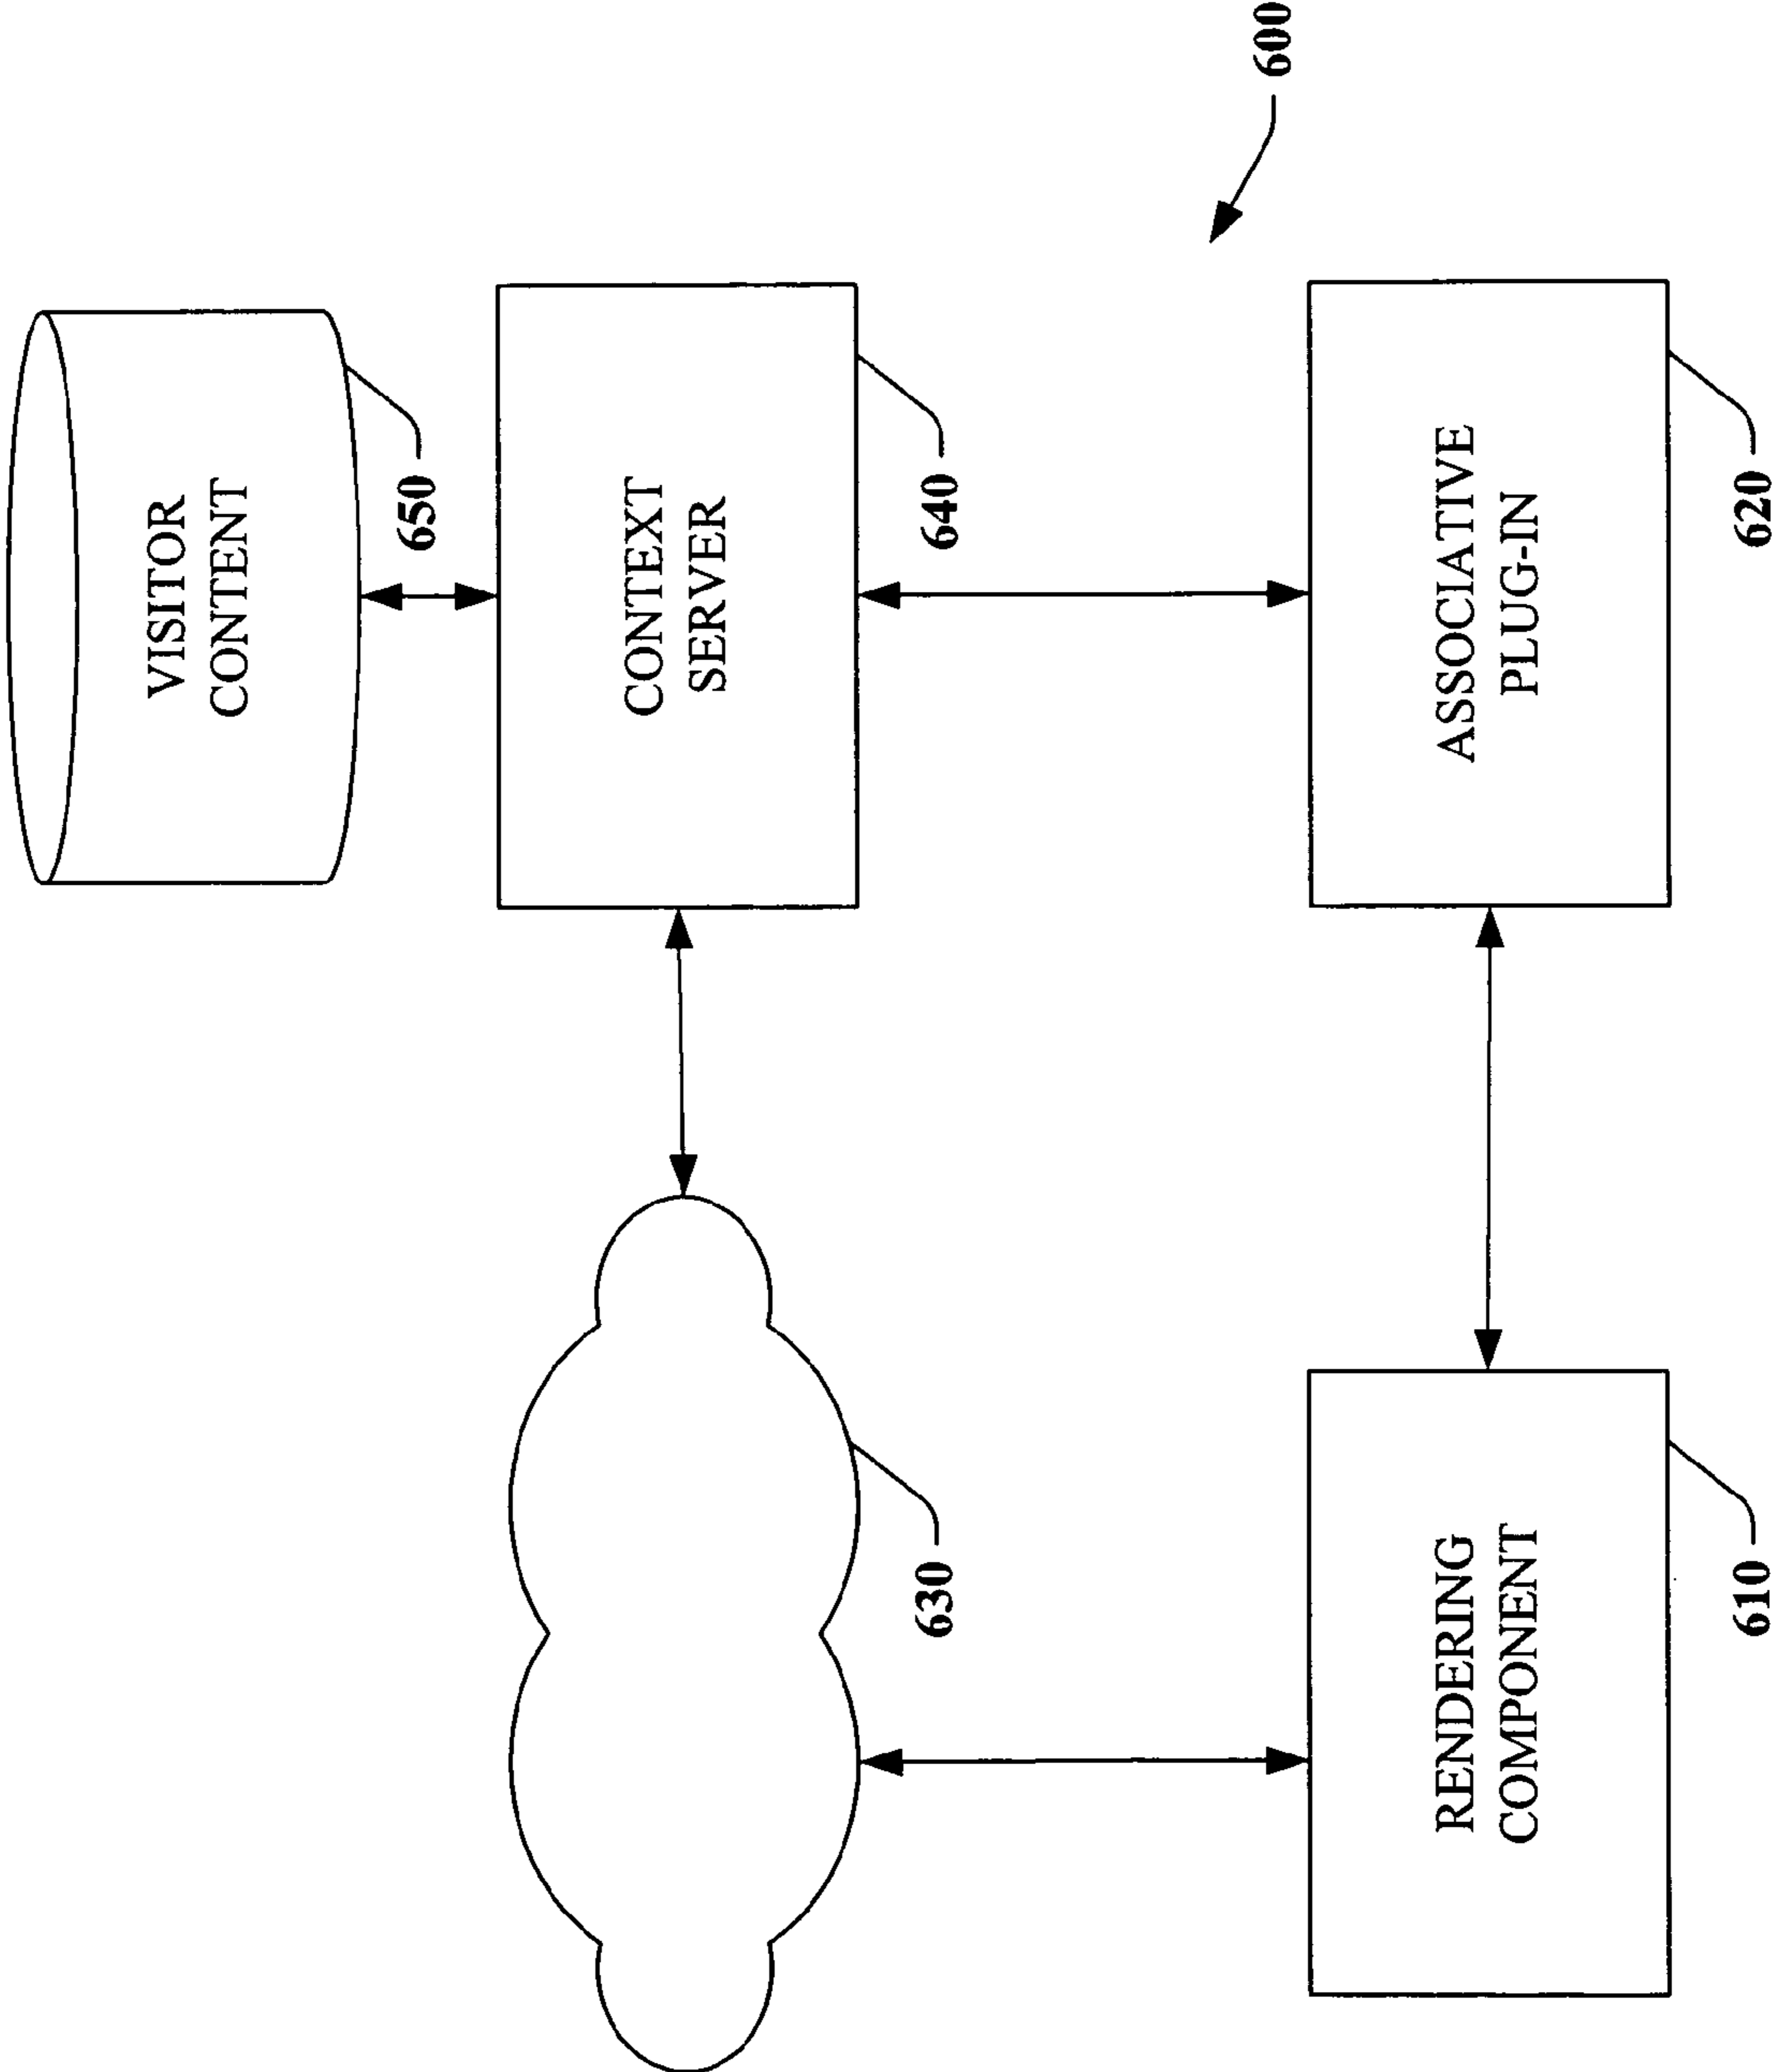 600
VISITOR
CONTENT
650
CONTEXT
SERVER
640
630
ASSOCIATIVE
PLUG-IN
620
RENDERING
COMPONENT
610